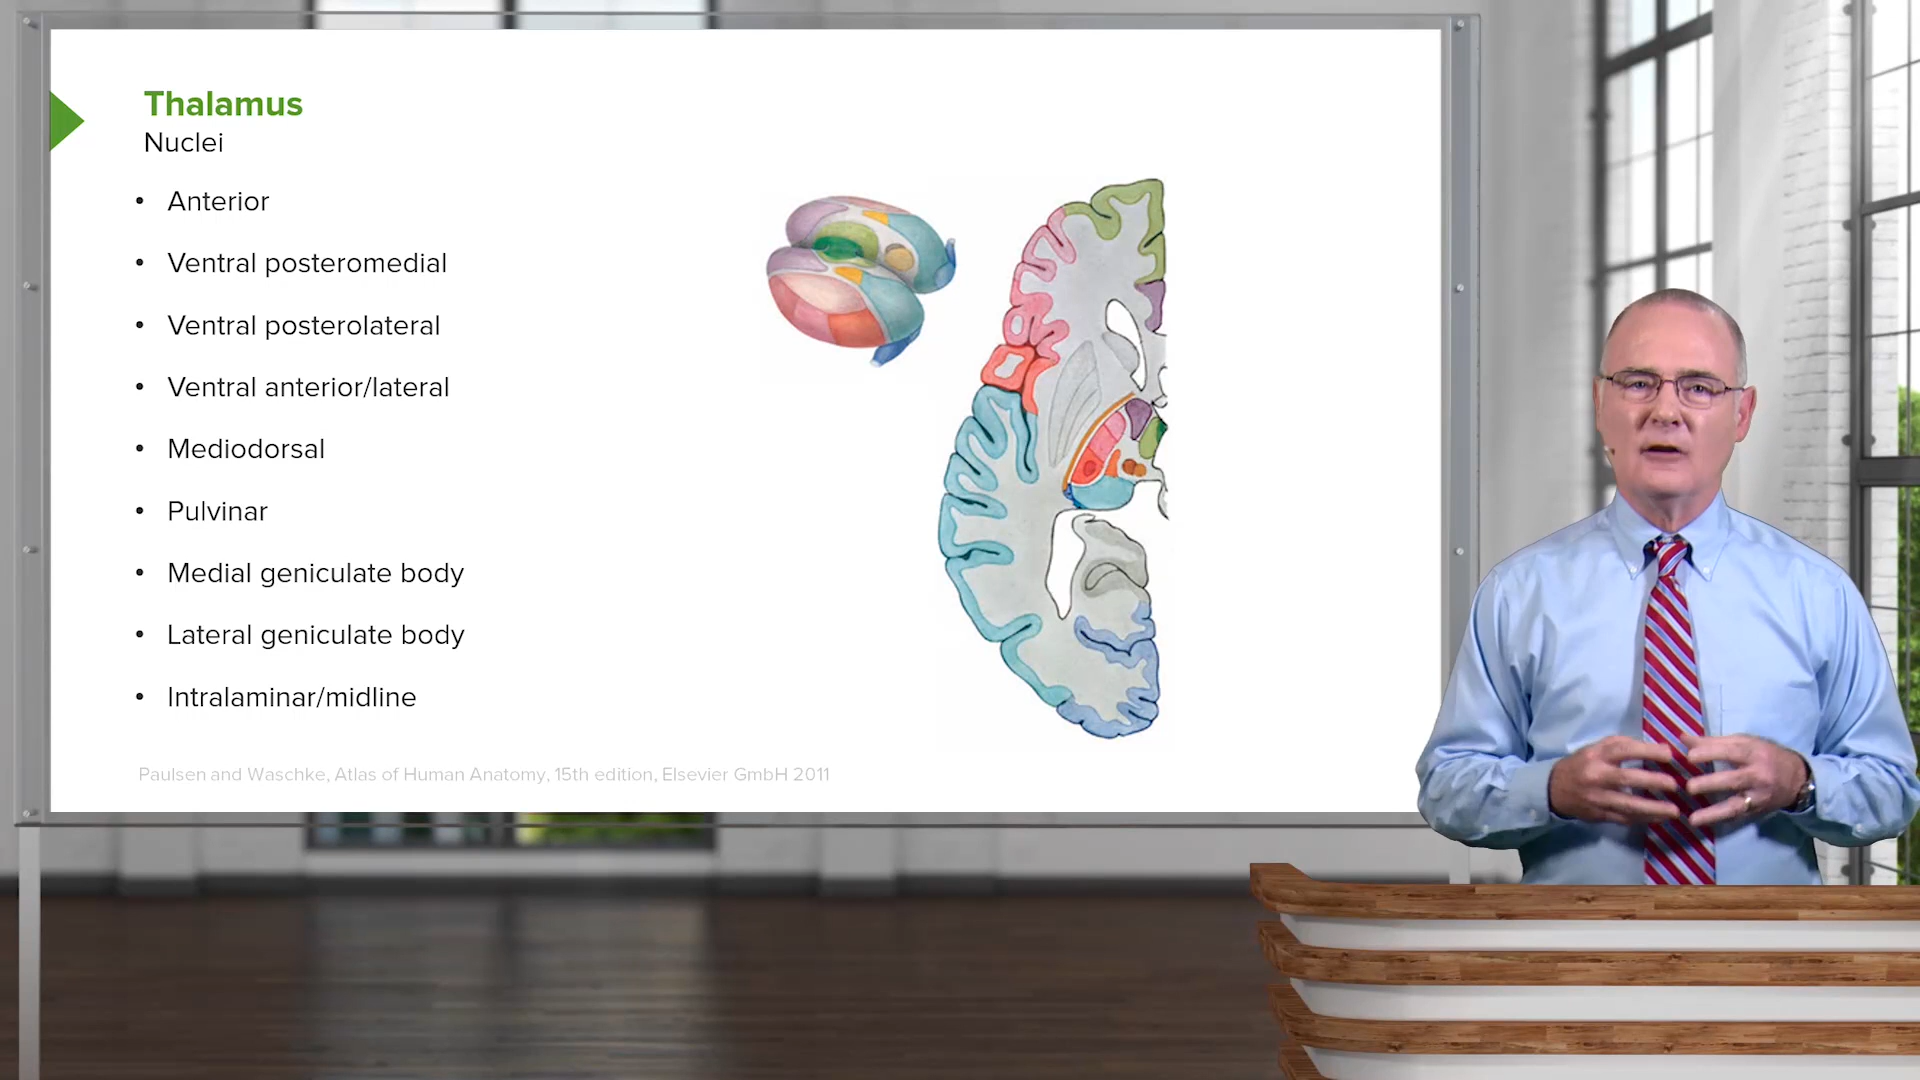 Thalamus
Nuclei
• Anterior
• Ventral posteromedial
• Ventral posterolateral
• Ventral anterior/lateral
• Mediodorsal
• Pulvinar
• Medial geniculate body
• Lateral geniculate body
• Intralaminar/midline
Paulsen and Waschke, Atlas of Human Anatomy, 15th edition, Elsevier GmbH 2011